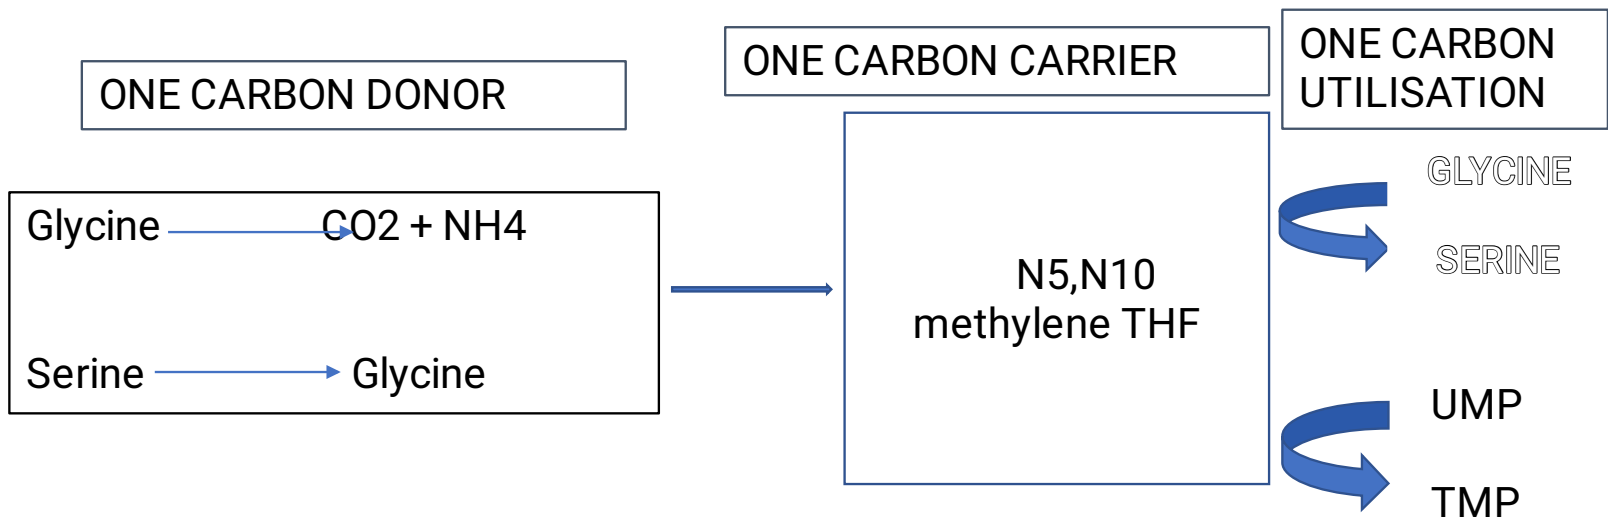 ONE CARBON DONOR
ONE CARBON CARRIER
ONE CARBON
UTILISATION
Glycine CO2 + NH4
Serine Glycine
N5,N10
methylene THF
GLYCINE
SERINE
UMP
TMP